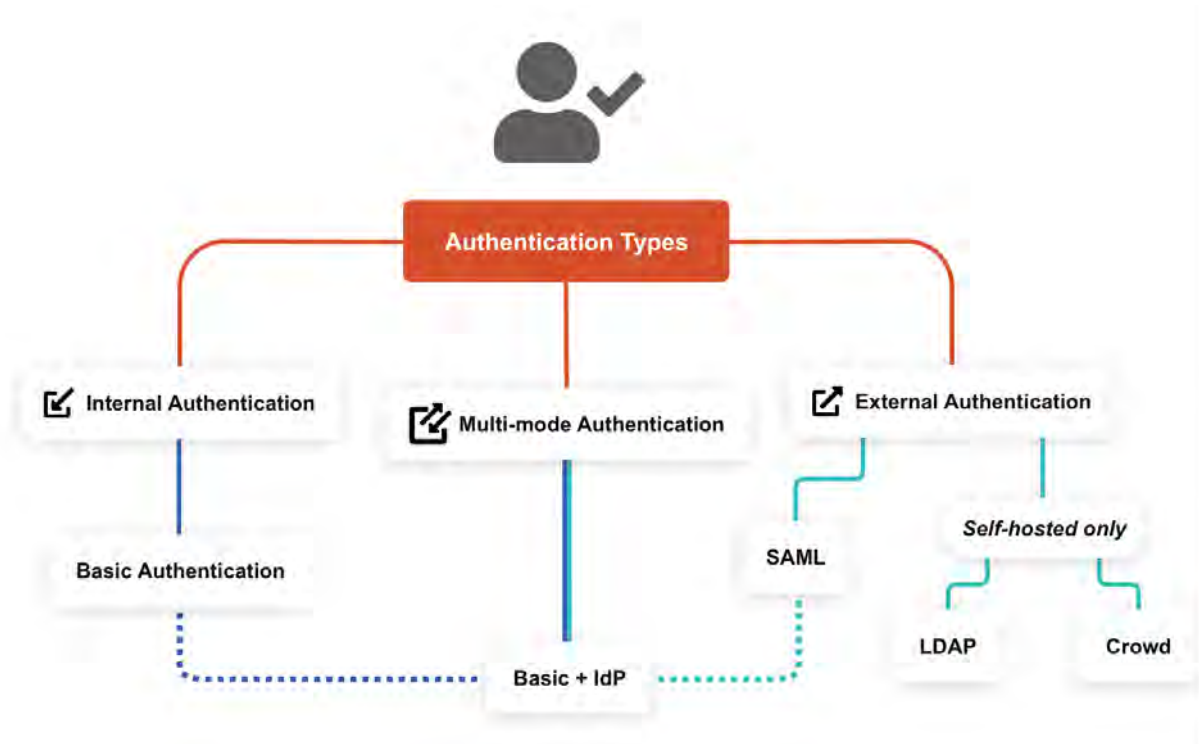 Authentication Types
Internal Authentication
Multi-mode Authentication
External Authentication
Basic Authentication
SAML
Self-hosted only
LDAP
Crowd
Basic + IdP